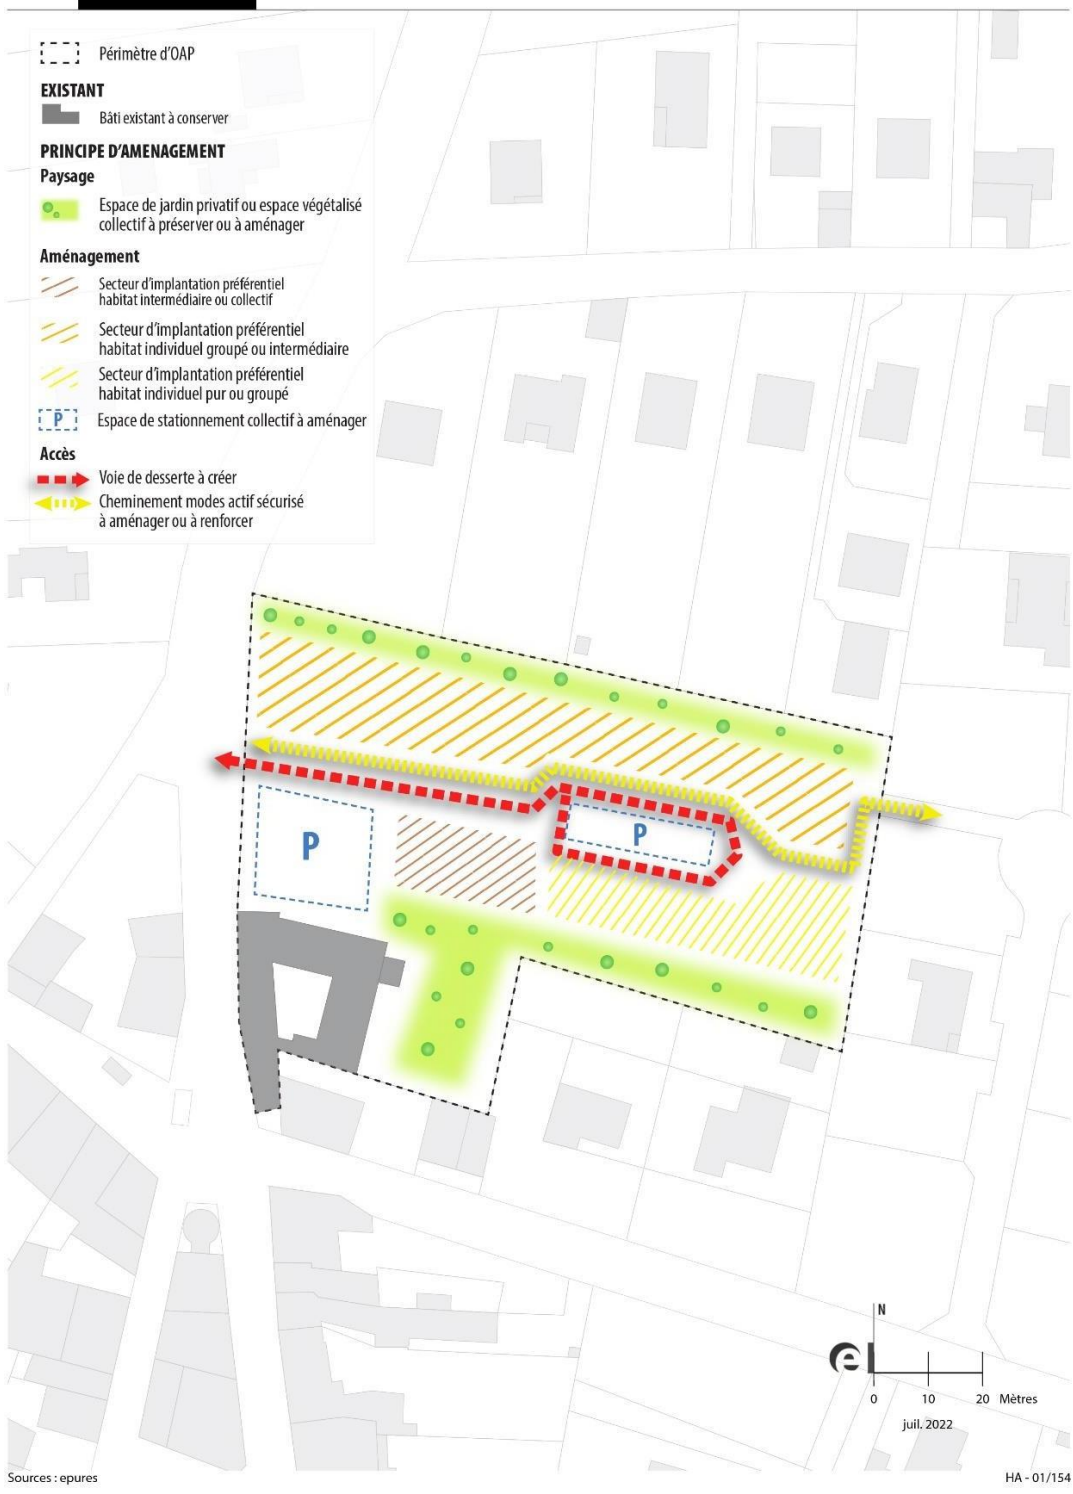 Périmètre d'OAP
EXISTANT
Bâti existant à conserver
PRINCIPE D'AMENAGEMENT
Paysage
Espace de jardin privatif ou espace végétalisé
collectif à préserver ou à aménager
Aménagement
Secteur d'implantation préférentiel
habitat intermédiaire ou collectif
Secteur d'implantation préférentiel
habitat individuel groupé ou intermédiaire
Secteur d'implantation préférentiel
habitat individuel pur ou groupé
P Espace de stationnement collectif à aménager
Accès
Voie de desserte à créer
Cheminement modes actif sécurisé
à aménager ou à renforcer
P
P
N
e
0 10 20 Mètres
juil. 2022
Sources : epures
HA - 01/154